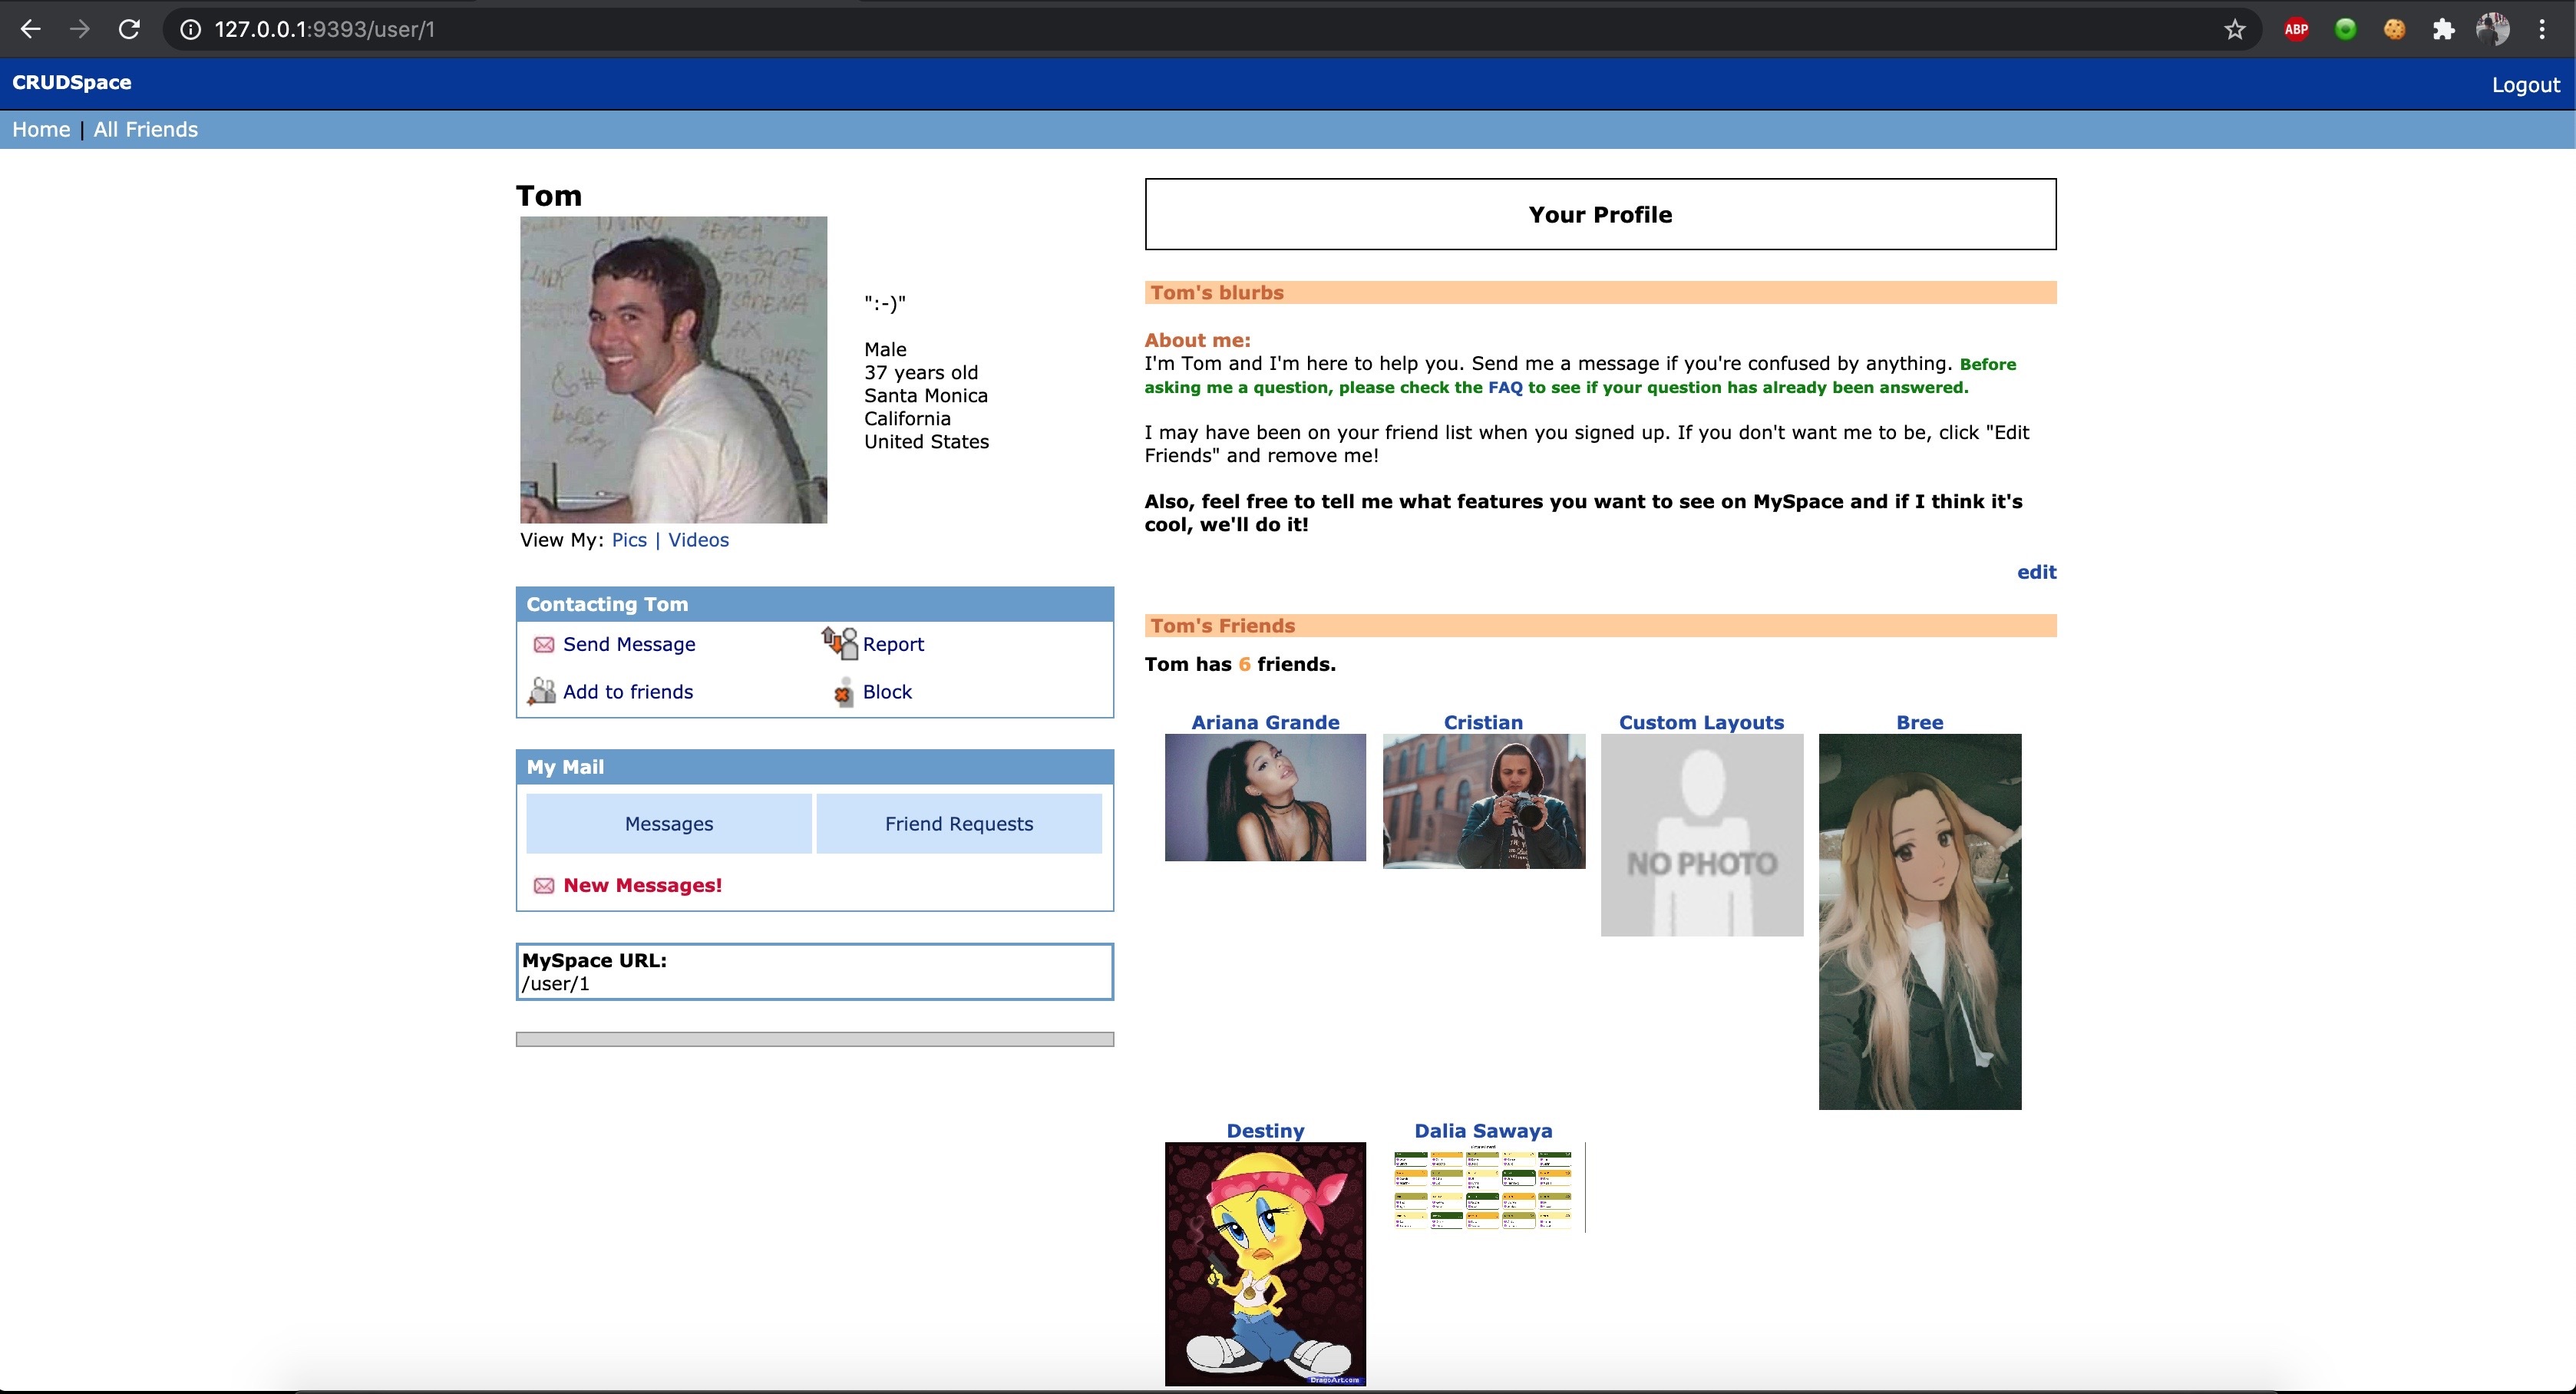 127.0.0.1:9393/user/1
ABP
CRUDSpace
Logout
Home | All Friends
Tom
":-)"
Male
37 years old
Santa Monica
California
United States
View My: Pics | Videos
Contacting Tom
Send Message
Report
Add to friends
Block
My Mail
Messages
Friend Requests
New Messages!
MySpace URL:
/user/1
Your Profile
Tom's blurbs
About me:
I'm Tom and I'm here to help you. Send me a message if you're confused by anything. Before
asking me a question, please check the FAQ to see if your question has already been answered.
I may have been on your friend list when you signed up. If you don't want me to be, click "Edit
Friends" and remove me!
Also, feel free to tell me what features you want to see on MySpace and if I think it's
cool, we'll do it!
edit
Tom's Friends
Tom has 6 friends.
Ariana Grande
Cristian
Custom Layouts
Bree
NO PHOTO
Destiny
Dalia Sawaya
DragoArt.com